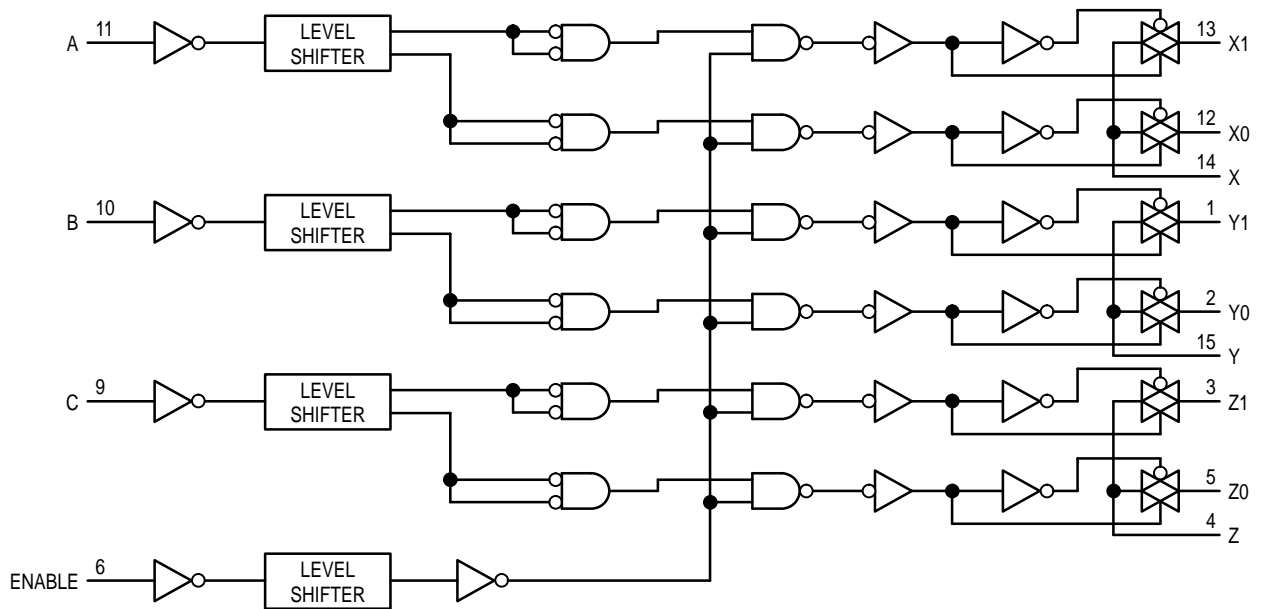 A 11 LEVEL SHIFTER 13 X1
12 X0
14 X
B 10 LEVEL SHIFTER 1 Y1
2 Y0
15 Y
C 9 LEVEL SHIFTER 3 Z1
5 Z0
4 Z
ENABLE 6 LEVEL SHIFTER